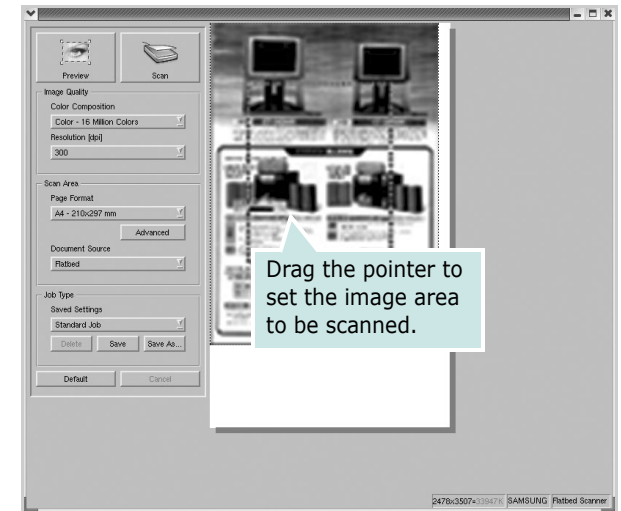 Preview Scan
Image Quality
Color Composition
Color - 16 Million Colors
Resolution [dpi]
300
Scan Area
Page Format
A4 - 210x297 mm
Advanced
Document Source
Flatbed
Job Type
Saved Settings
Standard Job
Delete Save Save As...
Default Cancel
Drag the pointer to
set the image area
to be scanned.
2478x3507=33947K SAMSUNG Flatbed Scanner